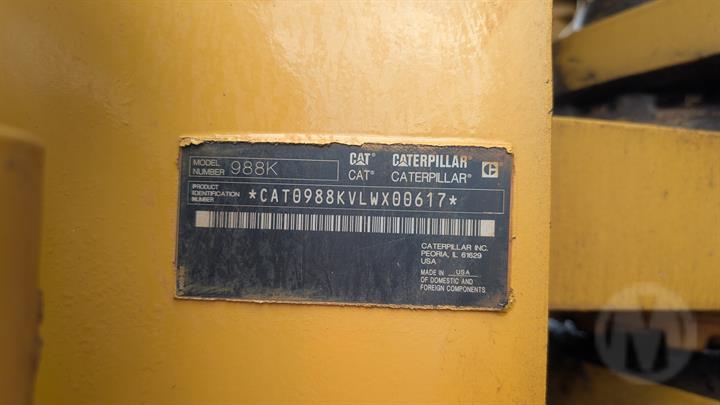 MODEL NUMBER 988K
CAT® CATERPILLAR®
CAT® CATERPILLAR®
PRODUCT IDENTIFICATION NUMBER *CAT0988KVLWX00617*
CATERPILLAR INC.
PEORIA, IL 61629
USA
MADE IN USA
OF DOMESTIC AND
FOREIGN COMPONENTS
M